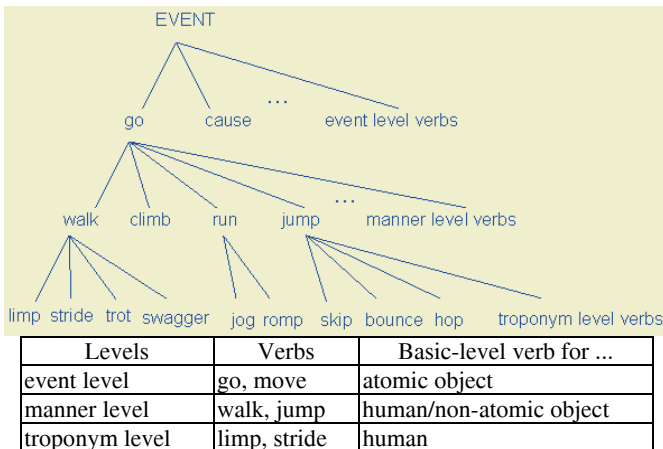 EVENT
...
go cause event level verbs
...
walk climb run jump manner level verbs
limp stride trot swagger jog romp skip bounce hop troponym level verbs
Levels Verbs Basic-level verb for ...
event level go, move atomic object
manner level walk, jump human/non-atomic object
troponym level limp, stride human